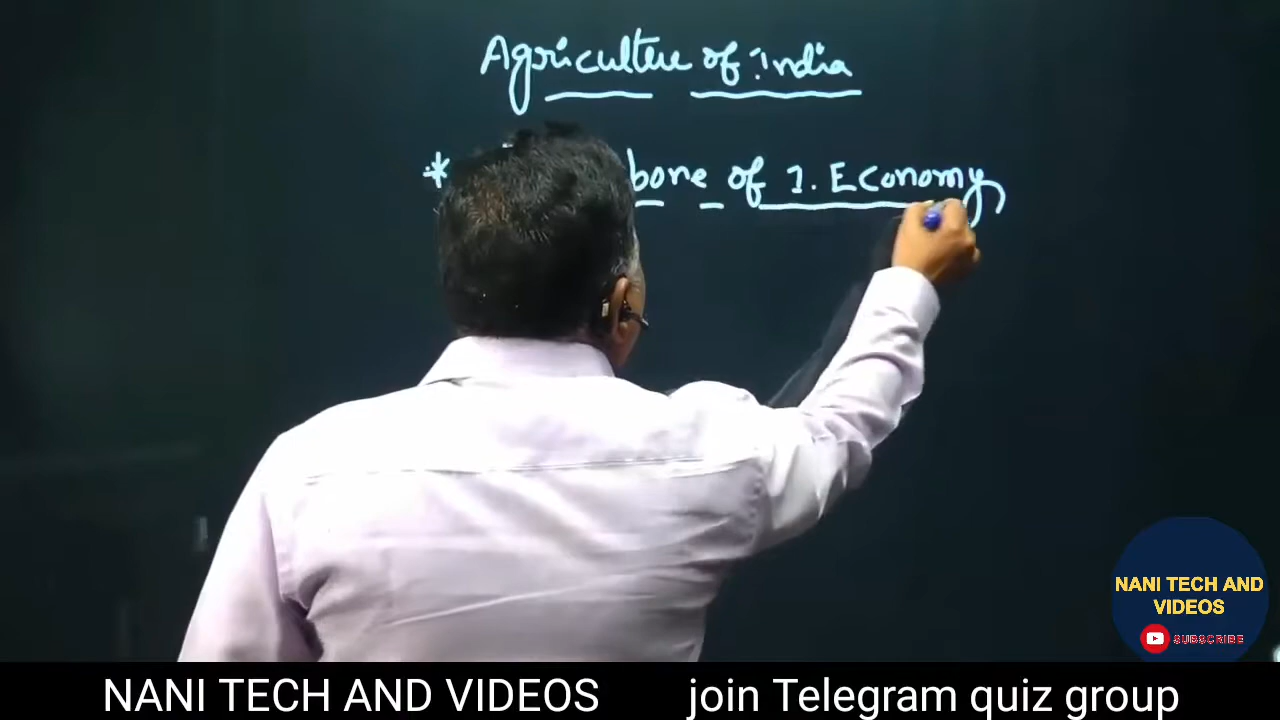 Agriculture of India
* bone of I. Economy
NANI TECH AND
VIDEOS
SUBSCRIBE
NANI TECH AND VIDEOS join Telegram quiz group